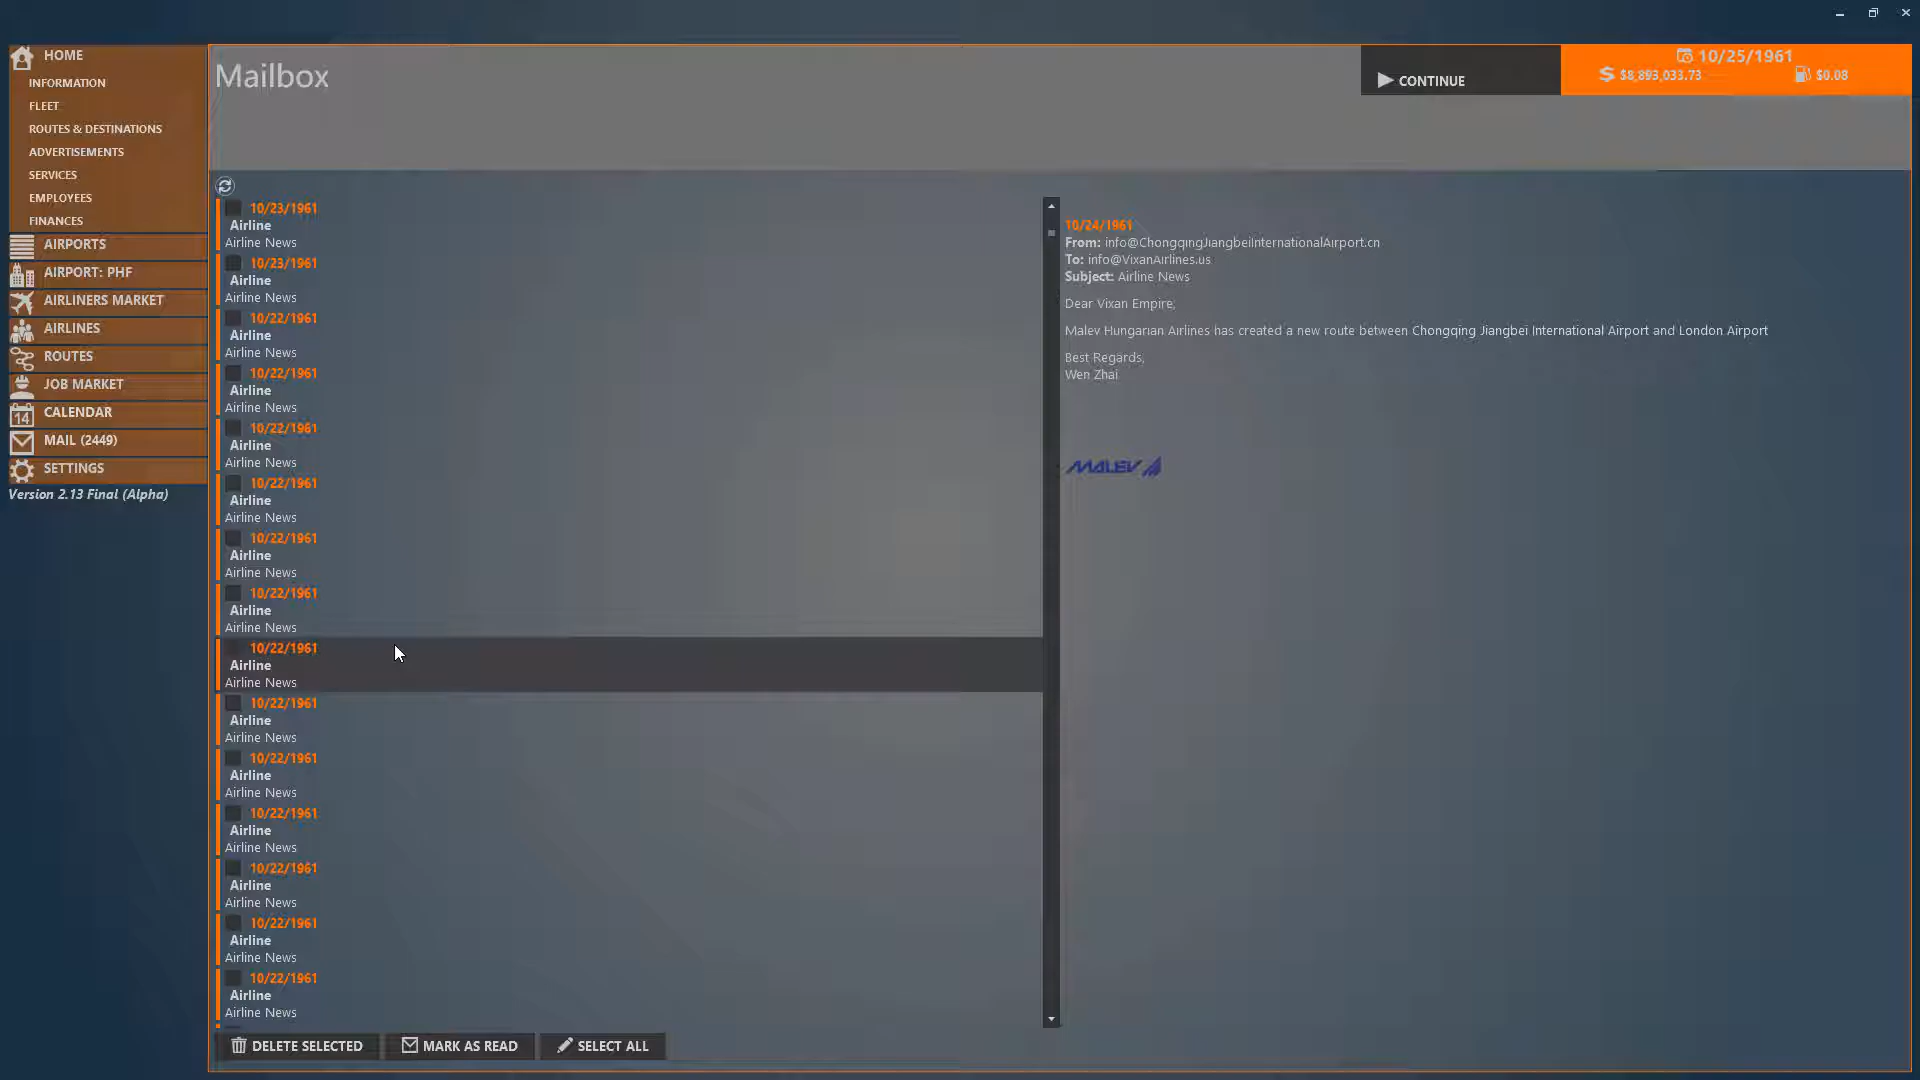 HOME
INFORMATION
FLEET
ROUTES & DESTINATIONS
ADVERTISEMENTS
SERVICES
EMPLOYEES
FINANCES
AIRPORTS
AIRPORT: PHF
AIRLINERS MARKET
AIRLINES
ROUTES
JOB MARKET
14
CALENDAR
MAIL (2449)
SETTINGS
Version 2.13 Final (Alpha)
Mailbox
CONTINUE
10/25/1961
$ $8,893,033.73
$0.08
10/23/1961
Airline
Airline News
10/23/1961
Airline
Airline News
10/22/1961
Airline
Airline News
10/22/1961
Airline
Airline News
10/22/1961
Airline
Airline News
10/22/1961
Airline
Airline News
10/22/1961
Airline
Airline News
10/22/1961
Airline
Airline News
10/22/1961
Airline
Airline News
10/22/1961
Airline
Airline News
10/22/1961
Airline
Airline News
10/22/1961
Airline
Airline News
10/22/1961
Airline
Airline News
10/22/1961
Airline
Airline News
10/22/1961
Airline
Airline News
10/24/1961
From: info@ChongqingJiangbeiInternationalAirport.cn
To: info@VixanAirlines.us
Subject: Airline News
Dear Vixan Empire,
Malev Hungarian Airlines has created a new route between Chongqing Jiangbei International Airport and London Airport
Best Regards,
Wen Zhai
MALEV
DELETE SELECTED
MARK AS READ
SELECT ALL